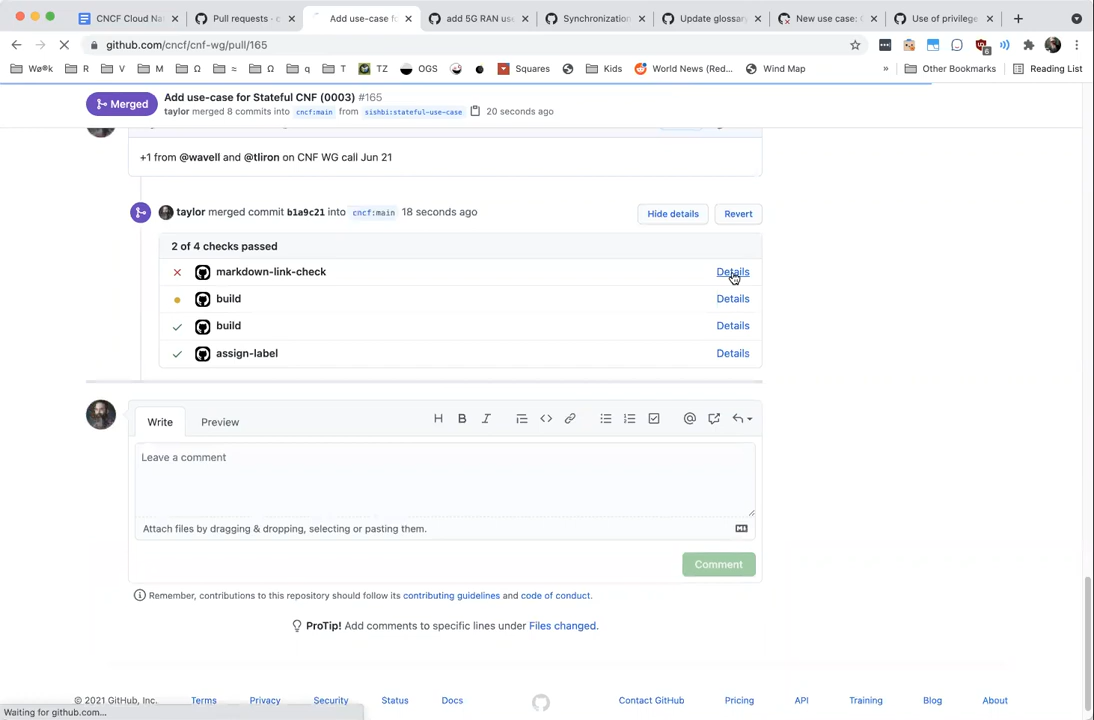 CNCF Cloud Na
Pull requests · c
Add use-case fo
add 5G RAN use
Synchronization
Update glossary
New use case: C
Use of privilege
github.com/cncf/cnf-wg/pull/165
6
Wø®k
R
V
M
Ω
≈
Ω
q
T
TZ
OGS
Squares
Kids
World News (Red...
Wind Map
»
Other Bookmarks
Reading List
Merged
Add use-case for Stateful CNF (0003) #165
taylor merged 8 commits into cncf:main from sishbi:stateful-use-case 20 seconds ago
+1 from @wavell and @tliron on CNF WG call Jun 21
taylor merged commit b1a9c21 into cncf:main 18 seconds ago
Hide details
Revert
2 of 4 checks passed
markdown-link-check Details
build Details
build Details
assign-label Details
Write
Preview
Leave a comment
Attach files by dragging & dropping, selecting or pasting them.
Comment
Remember, contributions to this repository should follow its contributing guidelines and code of conduct.
ProTip! Add comments to specific lines under Files changed.
© 2021 GitHub, Inc.
Terms
Privacy
Security
Status
Docs
Contact GitHub
Pricing
API
Training
Blog
About
Waiting for github.com...